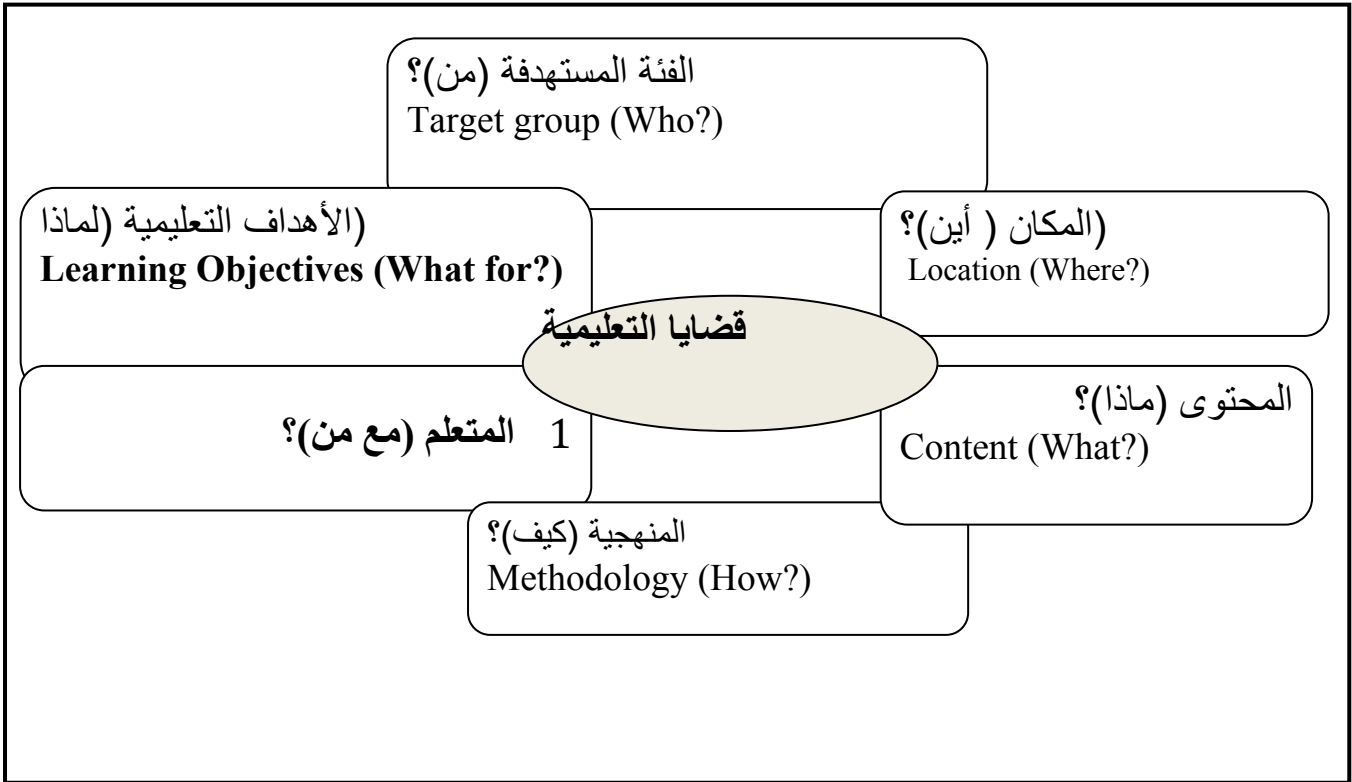 الفئة المستهدفة (من)؟
Target group (Who?)
(الأهداف التعليمية (لماذا
Learning Objectives (What for?)
(المكان ( أين)؟
Location (Where?)
قضايا التعليمية
1 المتعلم (مع من)؟
المحتوى (ماذا)؟
Content (What?)
المنهجية (كيف)؟
Methodology (How?)